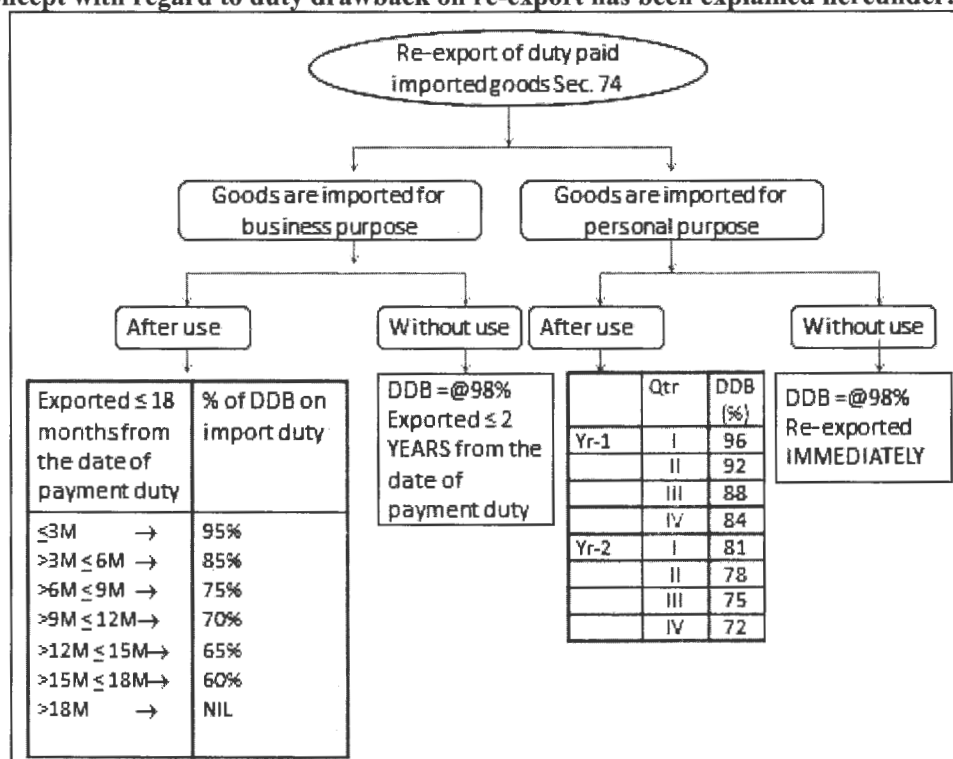 ncept with regard to duty drawback on re-export has been explained hereunder:
Re-export of duty paid
imported goods Sec. 74
Goods are imported for
business purpose
Goods are imported for
personal purpose
After use
Without use
After use
Without use
Exported ≤ 18
months from
the date of
payment duty
% of DDB on
import duty
≤3M → 95%
>3M ≤ 6M → 85%
>6M ≤ 9M → 75%
>9M ≤ 12M → 70%
>12M ≤ 15M → 65%
>15M ≤ 18M → 60%
>18M → NIL
DDB =@98%
Exported ≤ 2
YEARS from the
date of
payment duty
Qtr DDB
(%)
Yr-1 I 96
II 92
III 88
IV 84
Yr-2 I 81
II 78
III 75
IV 72
DDB =@98%
Re-exported
IMMEDIATELY